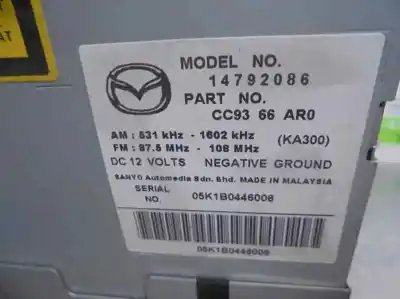 AT
MODEL NO.
14792086
PART NO.
CC93 66 AR0
AM : 531 kHz - 1602 kHz
(KA300)
FM : 87.5 MHz - 108 MHz
DC 12 VOLTS NEGATIVE GROUND
SANYO Automedia Sdn. Bhd. MADE IN MALAYSIA
SERIAL NO. 05K1B0446008
05K1B0446008